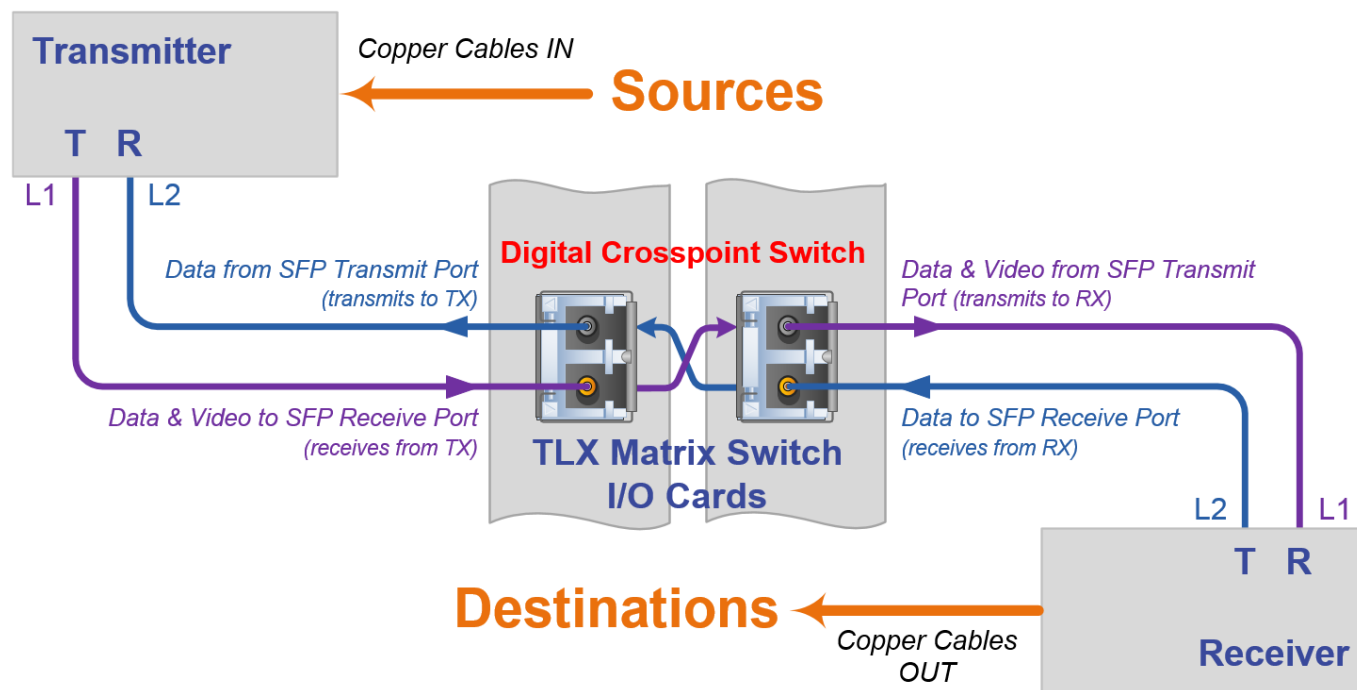 Transmitter
Copper Cables IN
Sources
T R
L1
L2
Digital Crosspoint Switch
Data from SFP Transmit Port
(transmits to TX)
Data & Video from SFP Transmit
Port (transmits to RX)
Data & Video to SFP Receive Port
(receives from TX)
Data to SFP Receive Port
(receives from RX)
TLX Matrix Switch
I/O Cards
L2
L1
T R
Destinations
Copper Cables
OUT
Receiver